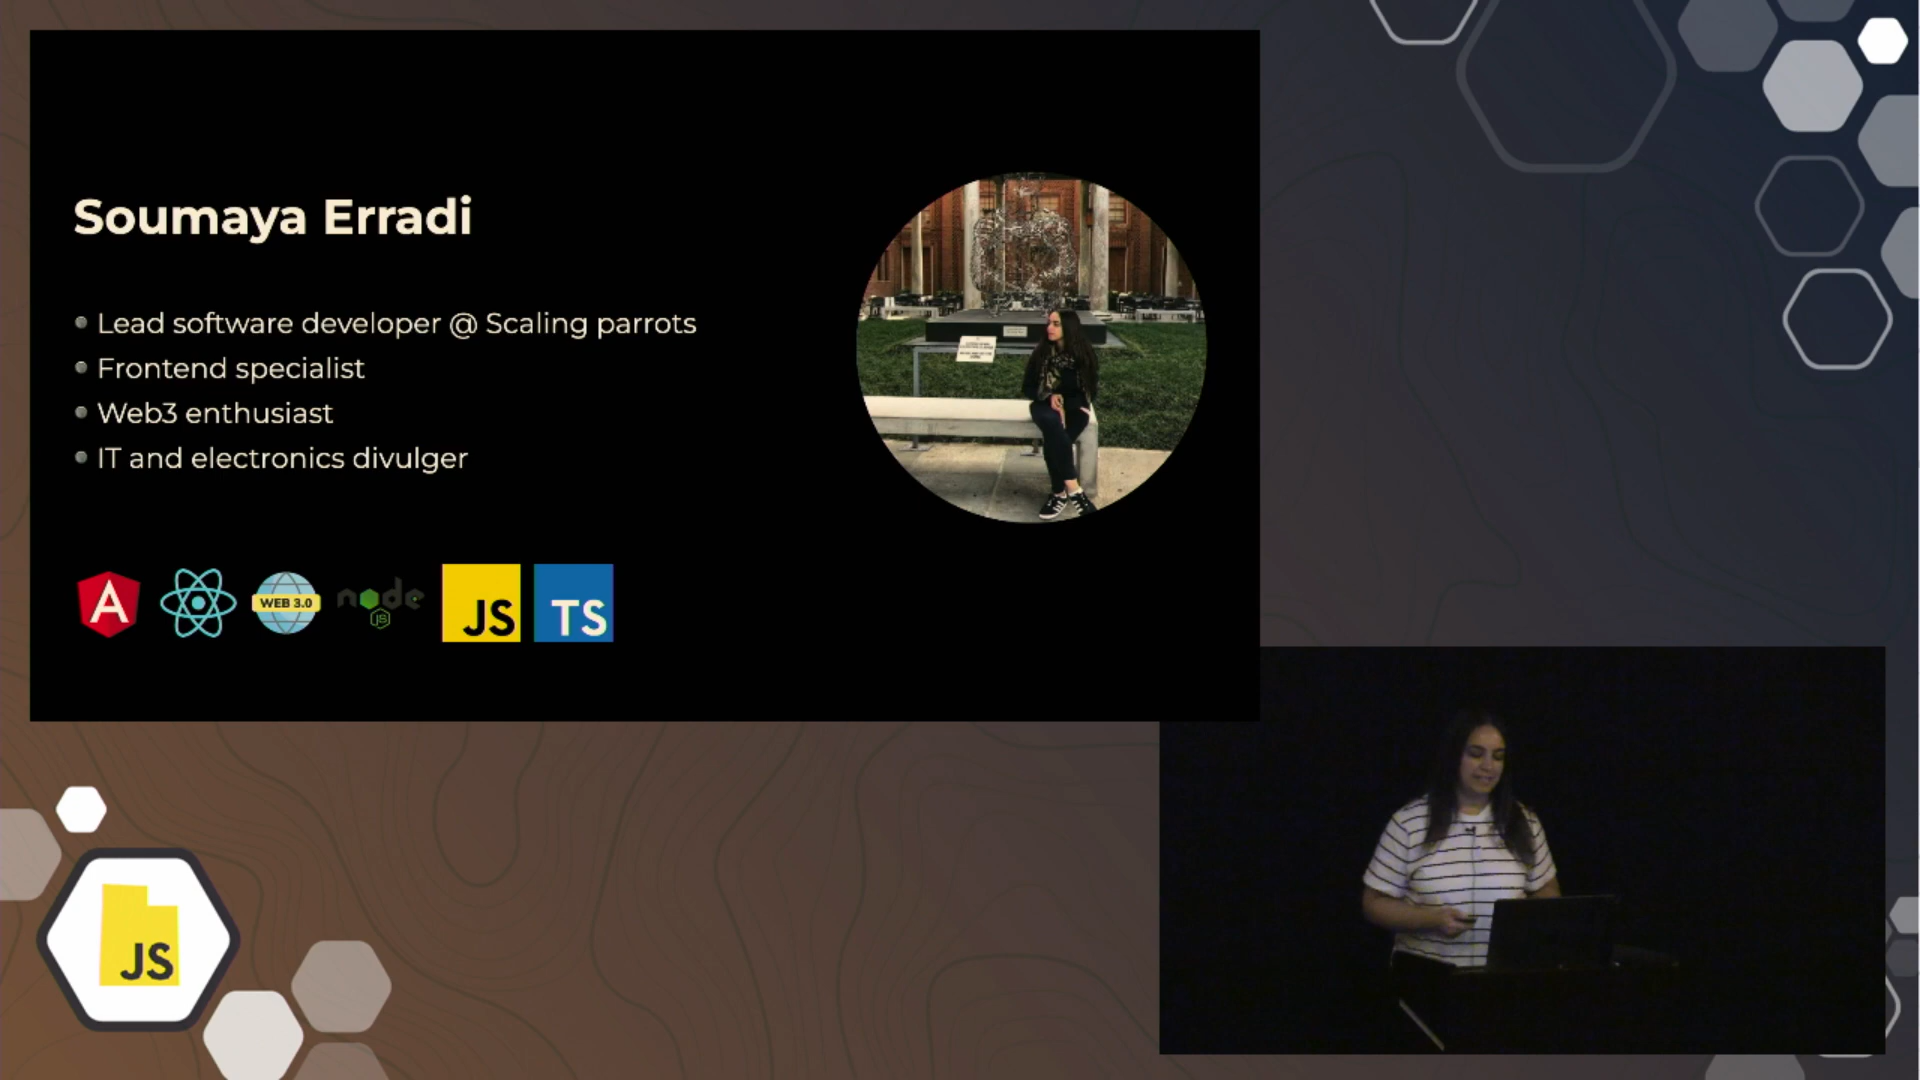 Soumaya Erradi
Lead software developer @ Scaling parrots
Frontend specialist
Web3 enthusiast
IT and electronics divulger
A
WEB 3.0
node
JS
JS
TS
JS